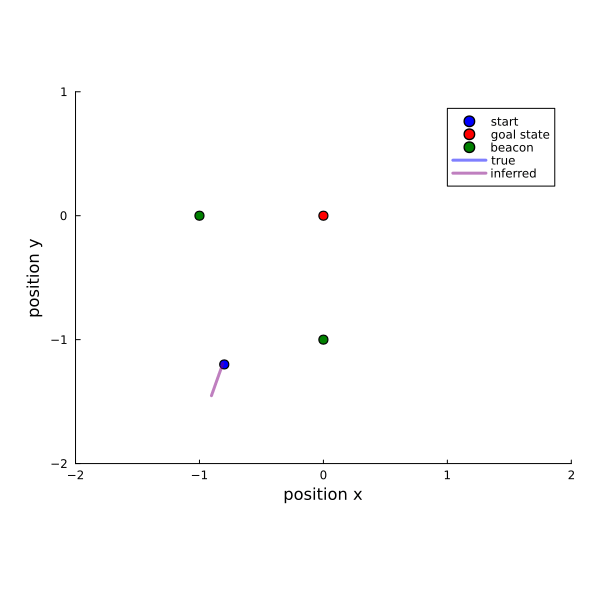 1
start
goal state
beacon
true
inferred
0
position y
−1
−2
−2
−1
0
1
2
position x